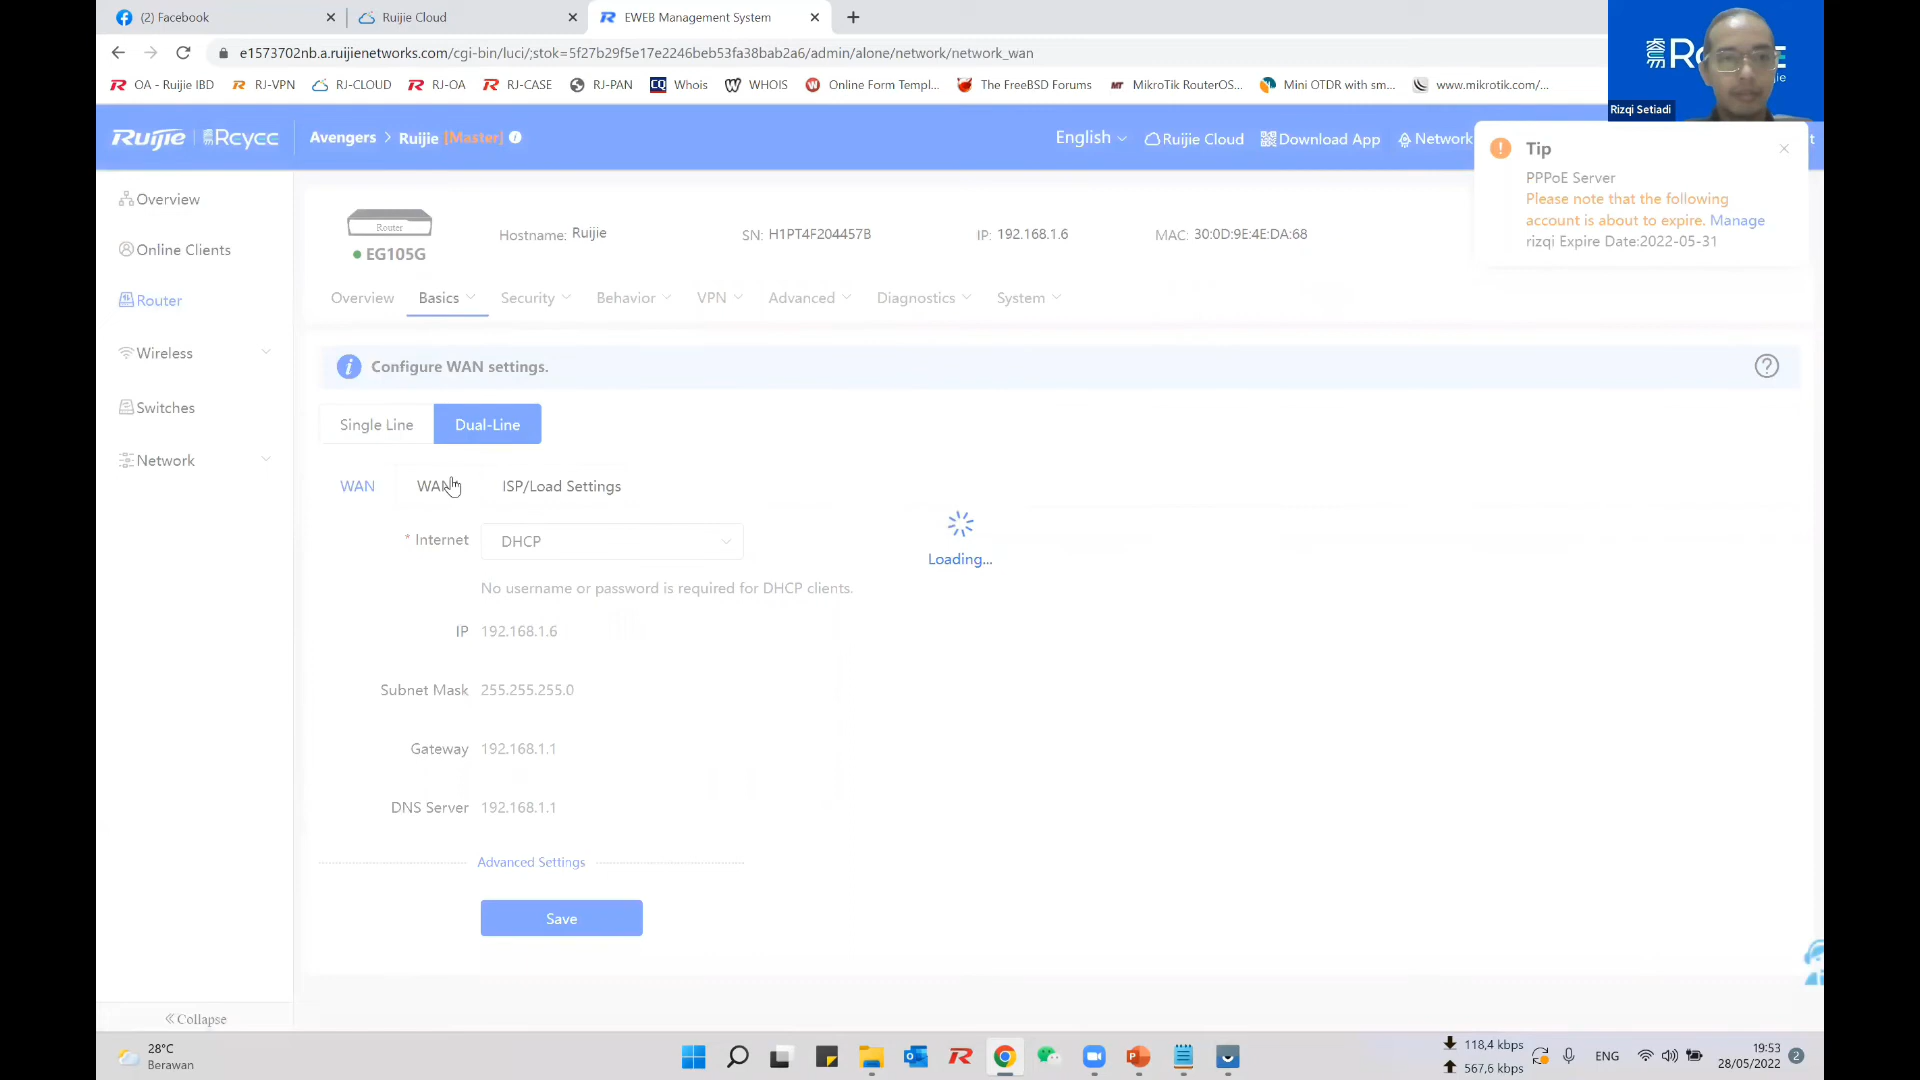 (2) Facebook
Ruijie Cloud
EWEB Management System
e1573702nb.a.ruijienetworks.com/cgi-bin/luci/;stok=5f27b29f5e17e2246beb53fa38bab2a6/admin/alone/network/network_wan
OA - Ruijie IBD RJ-VPN RJ-CLOUD RJ-OA RJ-CASE RJ-PAN Whois WHOIS Online Form Templ... The FreeBSD Forums MikroTik RouterOS... Mini OTDR with sm... www.mikrotik.com/...
Rizqi Setiadi
Ruijie Rcycc
Avengers > Ruijie [Master]
English Ruijie Cloud Download App Network
Tip
PPPoE Server
Please note that the following
account is about to expire. Manage
rizqi Expire Date:2022-05-31
Overview
Online Clients
Router
Wireless
Switches
Network
Collapse
Router
EG105G
Hostname: Ruijie
SN: H1PT4F204457B
IP: 192.168.1.6
MAC: 30:0D:9E:4E:DA:68
Overview Basics Security Behavior VPN Advanced Diagnostics System
Configure WAN settings.
Single Line Dual-Line
WAN ISP/Load Settings
* Internet DHCP
No username or password is required for DHCP clients.
IP 192.168.1.6
Subnet Mask 255.255.255.0
Gateway 192.168.1.1
DNS Server 192.168.1.1
Advanced Settings
Save
Loading...
28°C
Berawan
118,4 kbps
567,6 kbps
ENG
19:53
28/05/2022
2